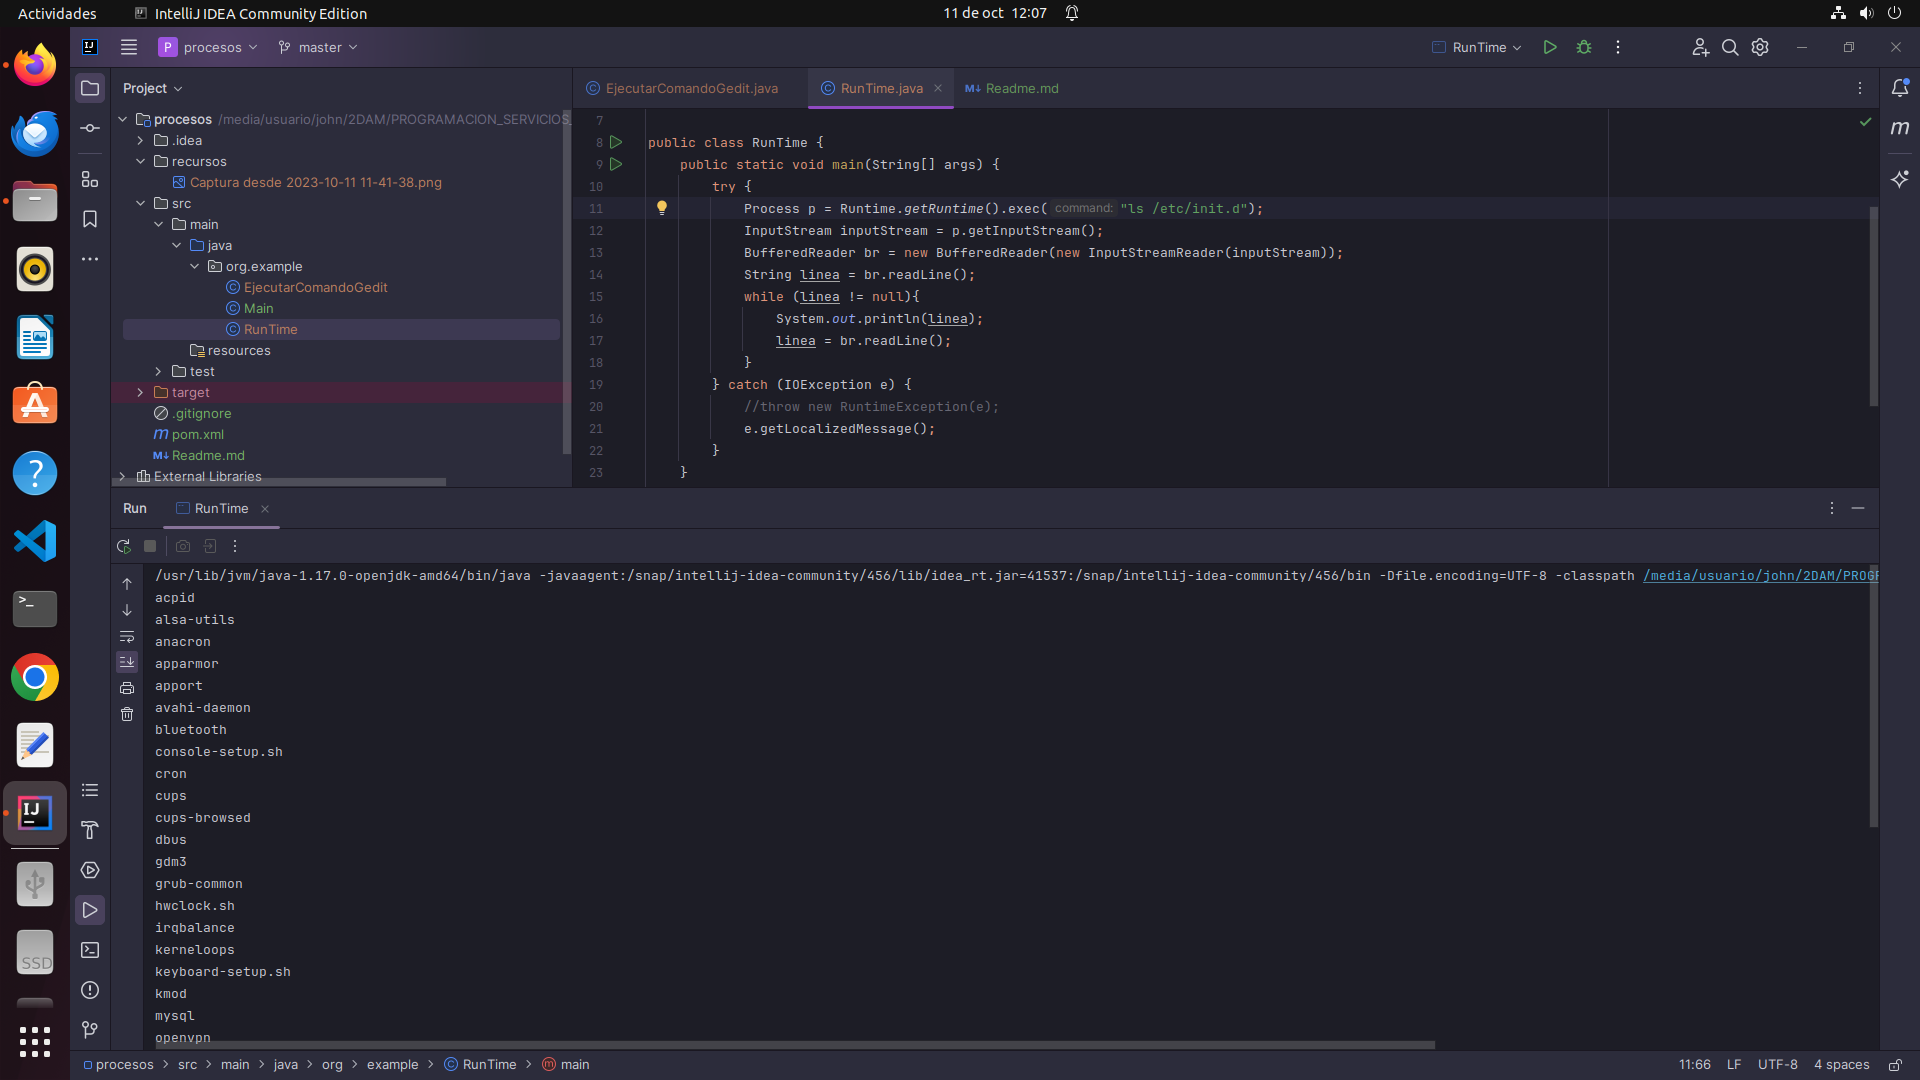 Actividades
IntelliJ IDEA Community Edition
11 de oct 12:07
P procesos
master
RunTime
Project
EjecutarComandoGedit.java
RunTime.java
Readme.md
procesos /media/usuario/john/2DAM/PROGRAMACION_SERVICIOS_
.idea
recursos
Captura desde 2023-10-11 11-41-38.png
src
main
java
org.example
EjecutarComandoGedit
Main
RunTime
resources
test
target
.gitignore
pom.xml
Readme.md
External Libraries
7
8 public class RunTime {
9 public static void main(String[] args) {
10 try {
11 Process p = Runtime.getRuntime().exec( command: "ls /etc/init.d");
12 InputStream inputStream = p.getInputStream();
13 BufferedReader br = new BufferedReader(new InputStreamReader(inputStream));
14 String linea = br.readLine();
15 while (linea != null){
16 System.out.println(linea);
17 linea = br.readLine();
18 }
19 } catch (IOException e) {
20 //throw new RuntimeException(e);
21 e.getLocalizedMessage();
22 }
23 }
Run
RunTime
/usr/lib/jvm/java-1.17.0-openjdk-amd64/bin/java -javaagent:/snap/intellij-idea-community/456/lib/idea_rt.jar=41537:/snap/intellij-idea-community/456/bin -Dfile.encoding=UTF-8 -classpath /media/usuario/john/2DAM/PROGR
acpid
alsa-utils
anacron
apparmor
apport
avahi-daemon
bluetooth
console-setup.sh
cron
cups
cups-browsed
dbus
gdm3
grub-common
hwclock.sh
irqbalance
kerneloops
keyboard-setup.sh
kmod
mysql
openvpn
SSD
procesos > src > main > java > org > example > RunTime > main
11:66 LF UTF-8 4 spaces